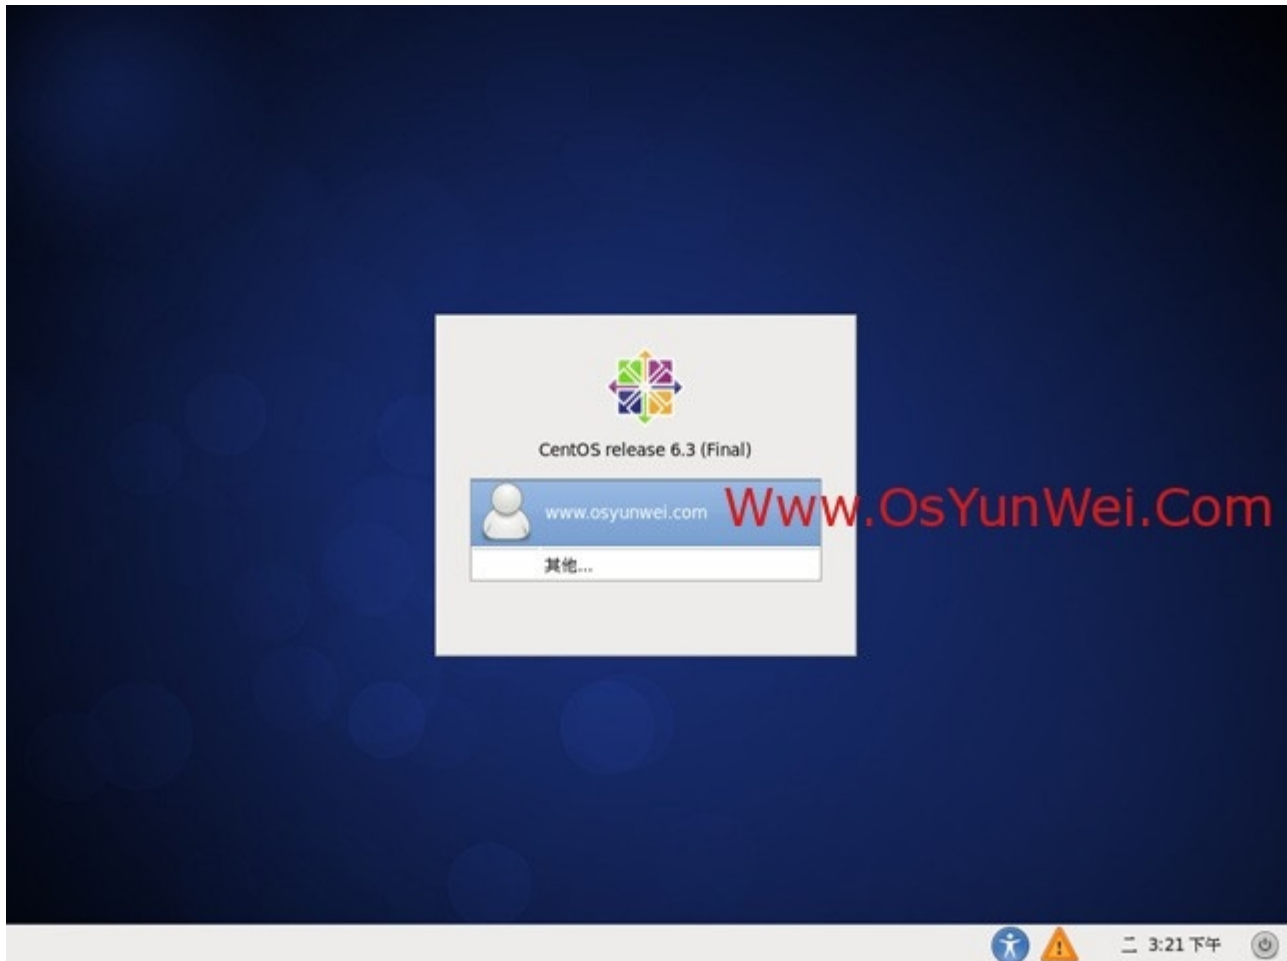 CentOS release 6.3 (Final)
www.osyunwei.com
Www.OsYunWei.Com
其他...
二 3:21 下午